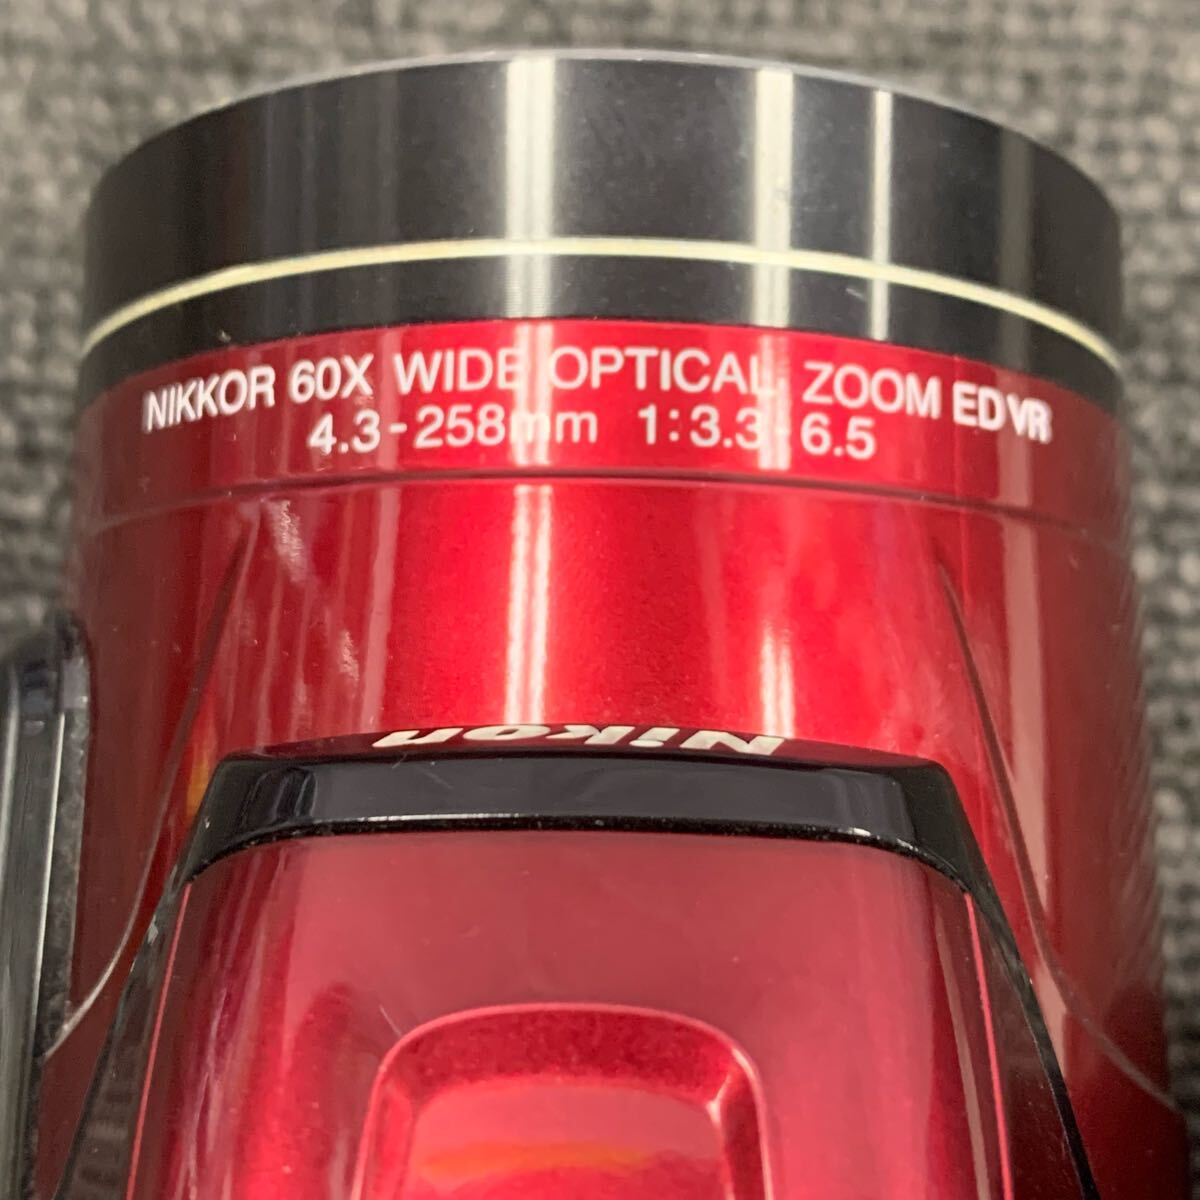 NIKKOR 60X WIDE OPTICAL ZOOM ED VR
4.3-258mm 1:3.3-6.5
Nikon